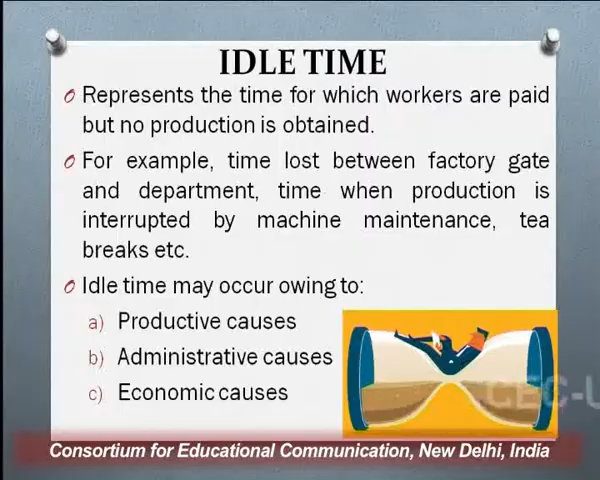 IDLE TIME
Represents the time for which workers are paid
but no production is obtained.
For example, time lost between factory gate
and department, time when production is
interrupted by machine maintenance, tea
breaks etc.
Idle time may occur owing to:
a) Productive causes
b) Administrative causes
c) Economic causes
CEC-U
Consortium for Educational Communication, New Delhi, India